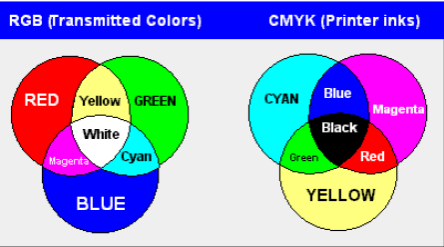 RGB (Transmitted Colors)
CMYK (Printer inks)
RED
Yellow
GREEN
White
Magenta
Cyan
BLUE
CYAN
Blue
Magenta
Black
Green
Red
YELLOW